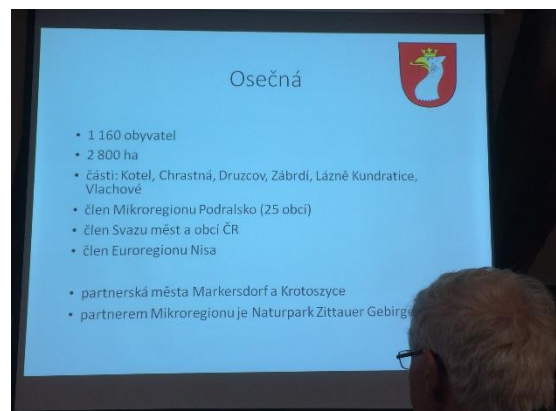 Osečná
• 1 160 obyvatel
• 2 800 ha
• části: Kotel, Chrastná, Druzcov, Zábrdí, Lázně Kundratice,
Vlachové
• člen Mikroregionu Podralsko (25 obcí)
• člen Svazu měst a obcí ČR
• člen Euroregionu Nisa
• partnerská města Markersdorf a Krotoszyce
• partnerem Mikroregionu je Naturpark Zittauer Gebirge